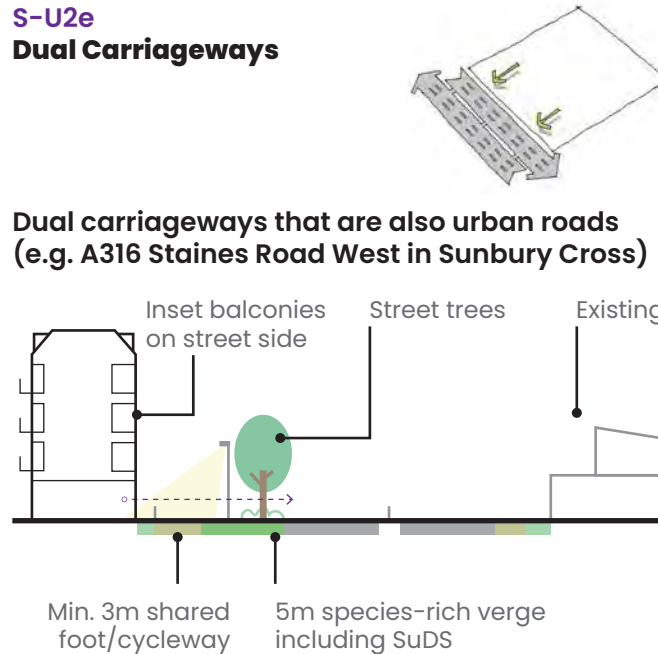 S-U2e
Dual Carriageways
Dual carriageways that are also urban roads
(e.g. A316 Staines Road West in Sunbury Cross)
Inset balconies
on street side
Street trees
Existing
Min. 3m shared
foot/cycleway
5m species-rich verge
including SuDS